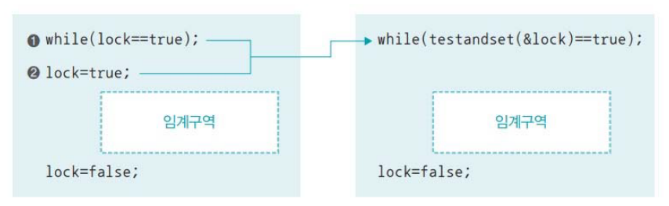 ❶ while(lock==true);
❷ lock=true;
임계구역
lock=false;
while(testandset(&lock)==true);
임계구역
lock=false;